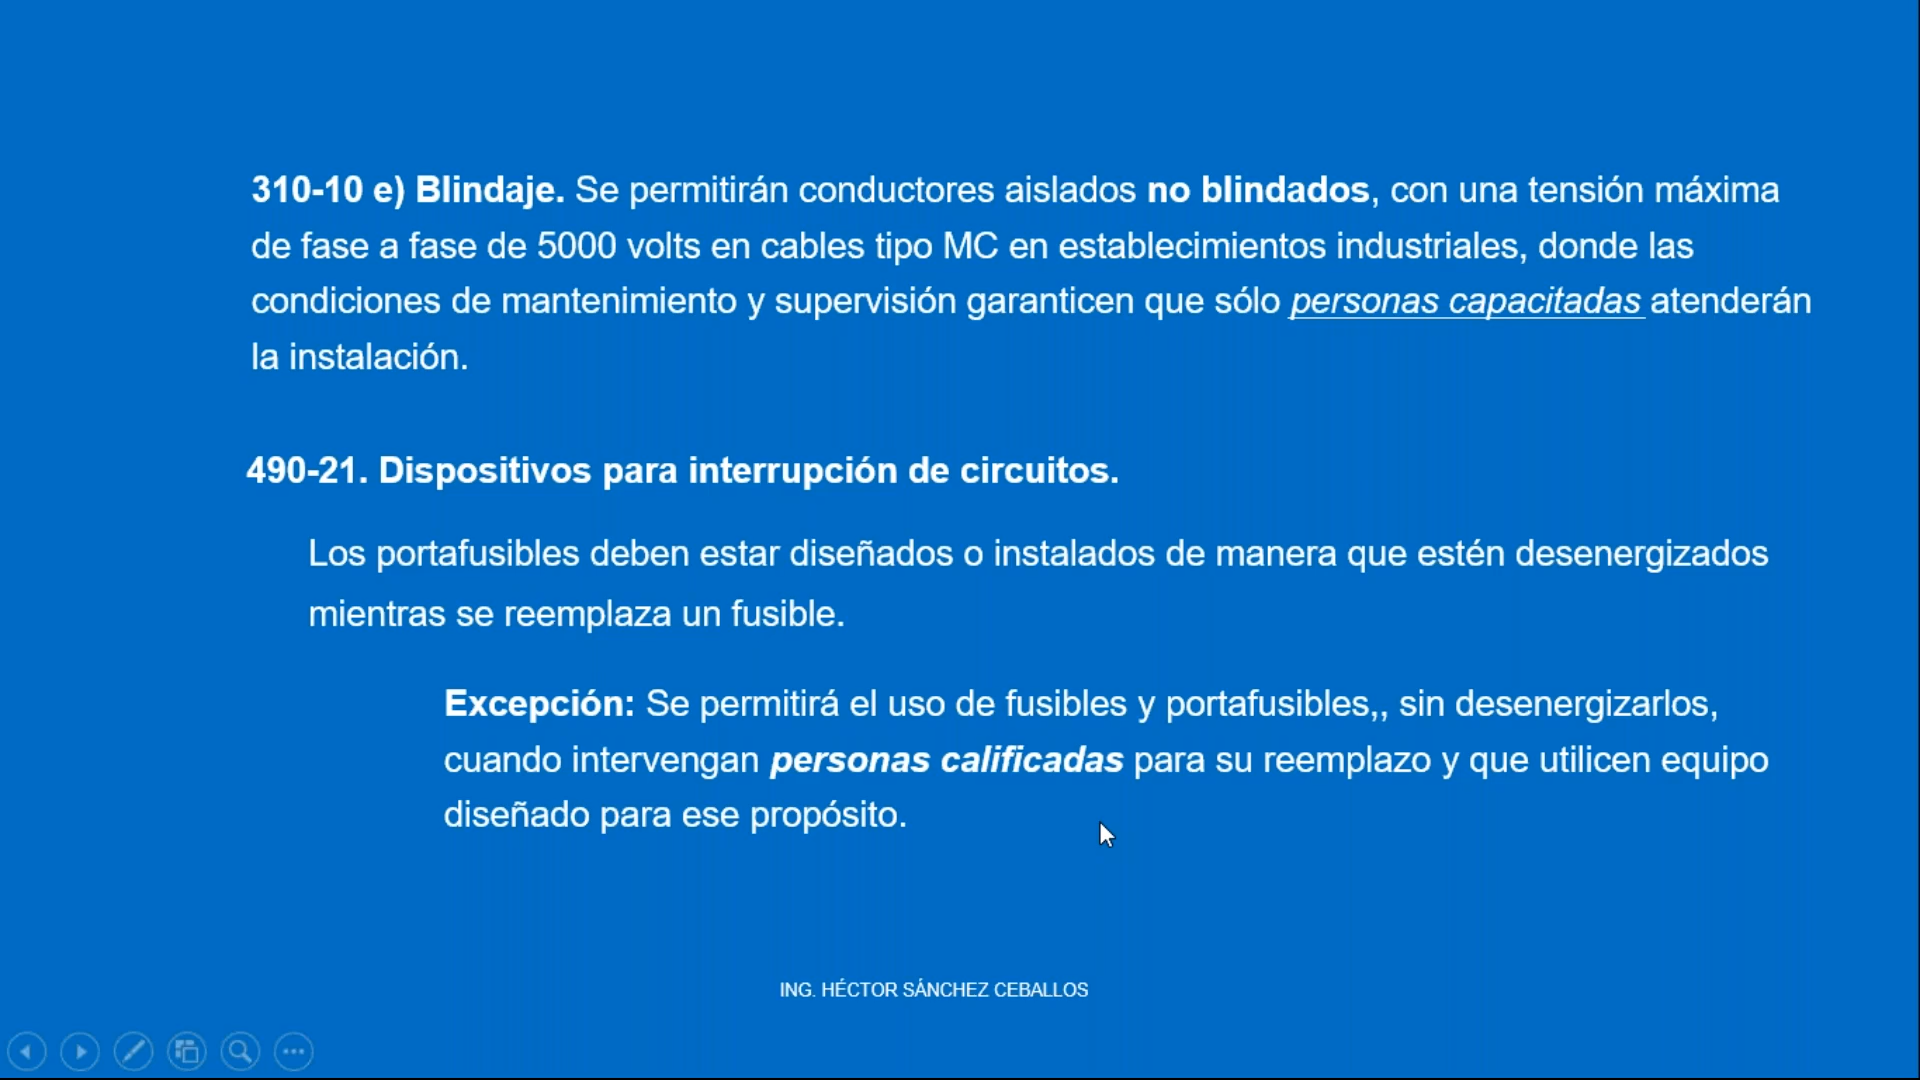 310-10 e) Blindaje. Se permitirán conductores aislados no blindados, con una tensión máxima
de fase a fase de 5000 volts en cables tipo MC en establecimientos industriales, donde las
condiciones de mantenimiento y supervisión garanticen que sólo personas capacitadas atenderán
la instalación.
490-21. Dispositivos para interrupción de circuitos.
Los portafusibles deben estar diseñados o instalados de manera que estén desenergizados
mientras se reemplaza un fusible.
Excepción: Se permitirá el uso de fusibles y portafusibles,, sin desenergizarlos,
cuando intervengan personas calificadas para su reemplazo y que utilicen equipo
diseñado para ese propósito.
ING. HÉCTOR SÁNCHEZ CEBALLOS